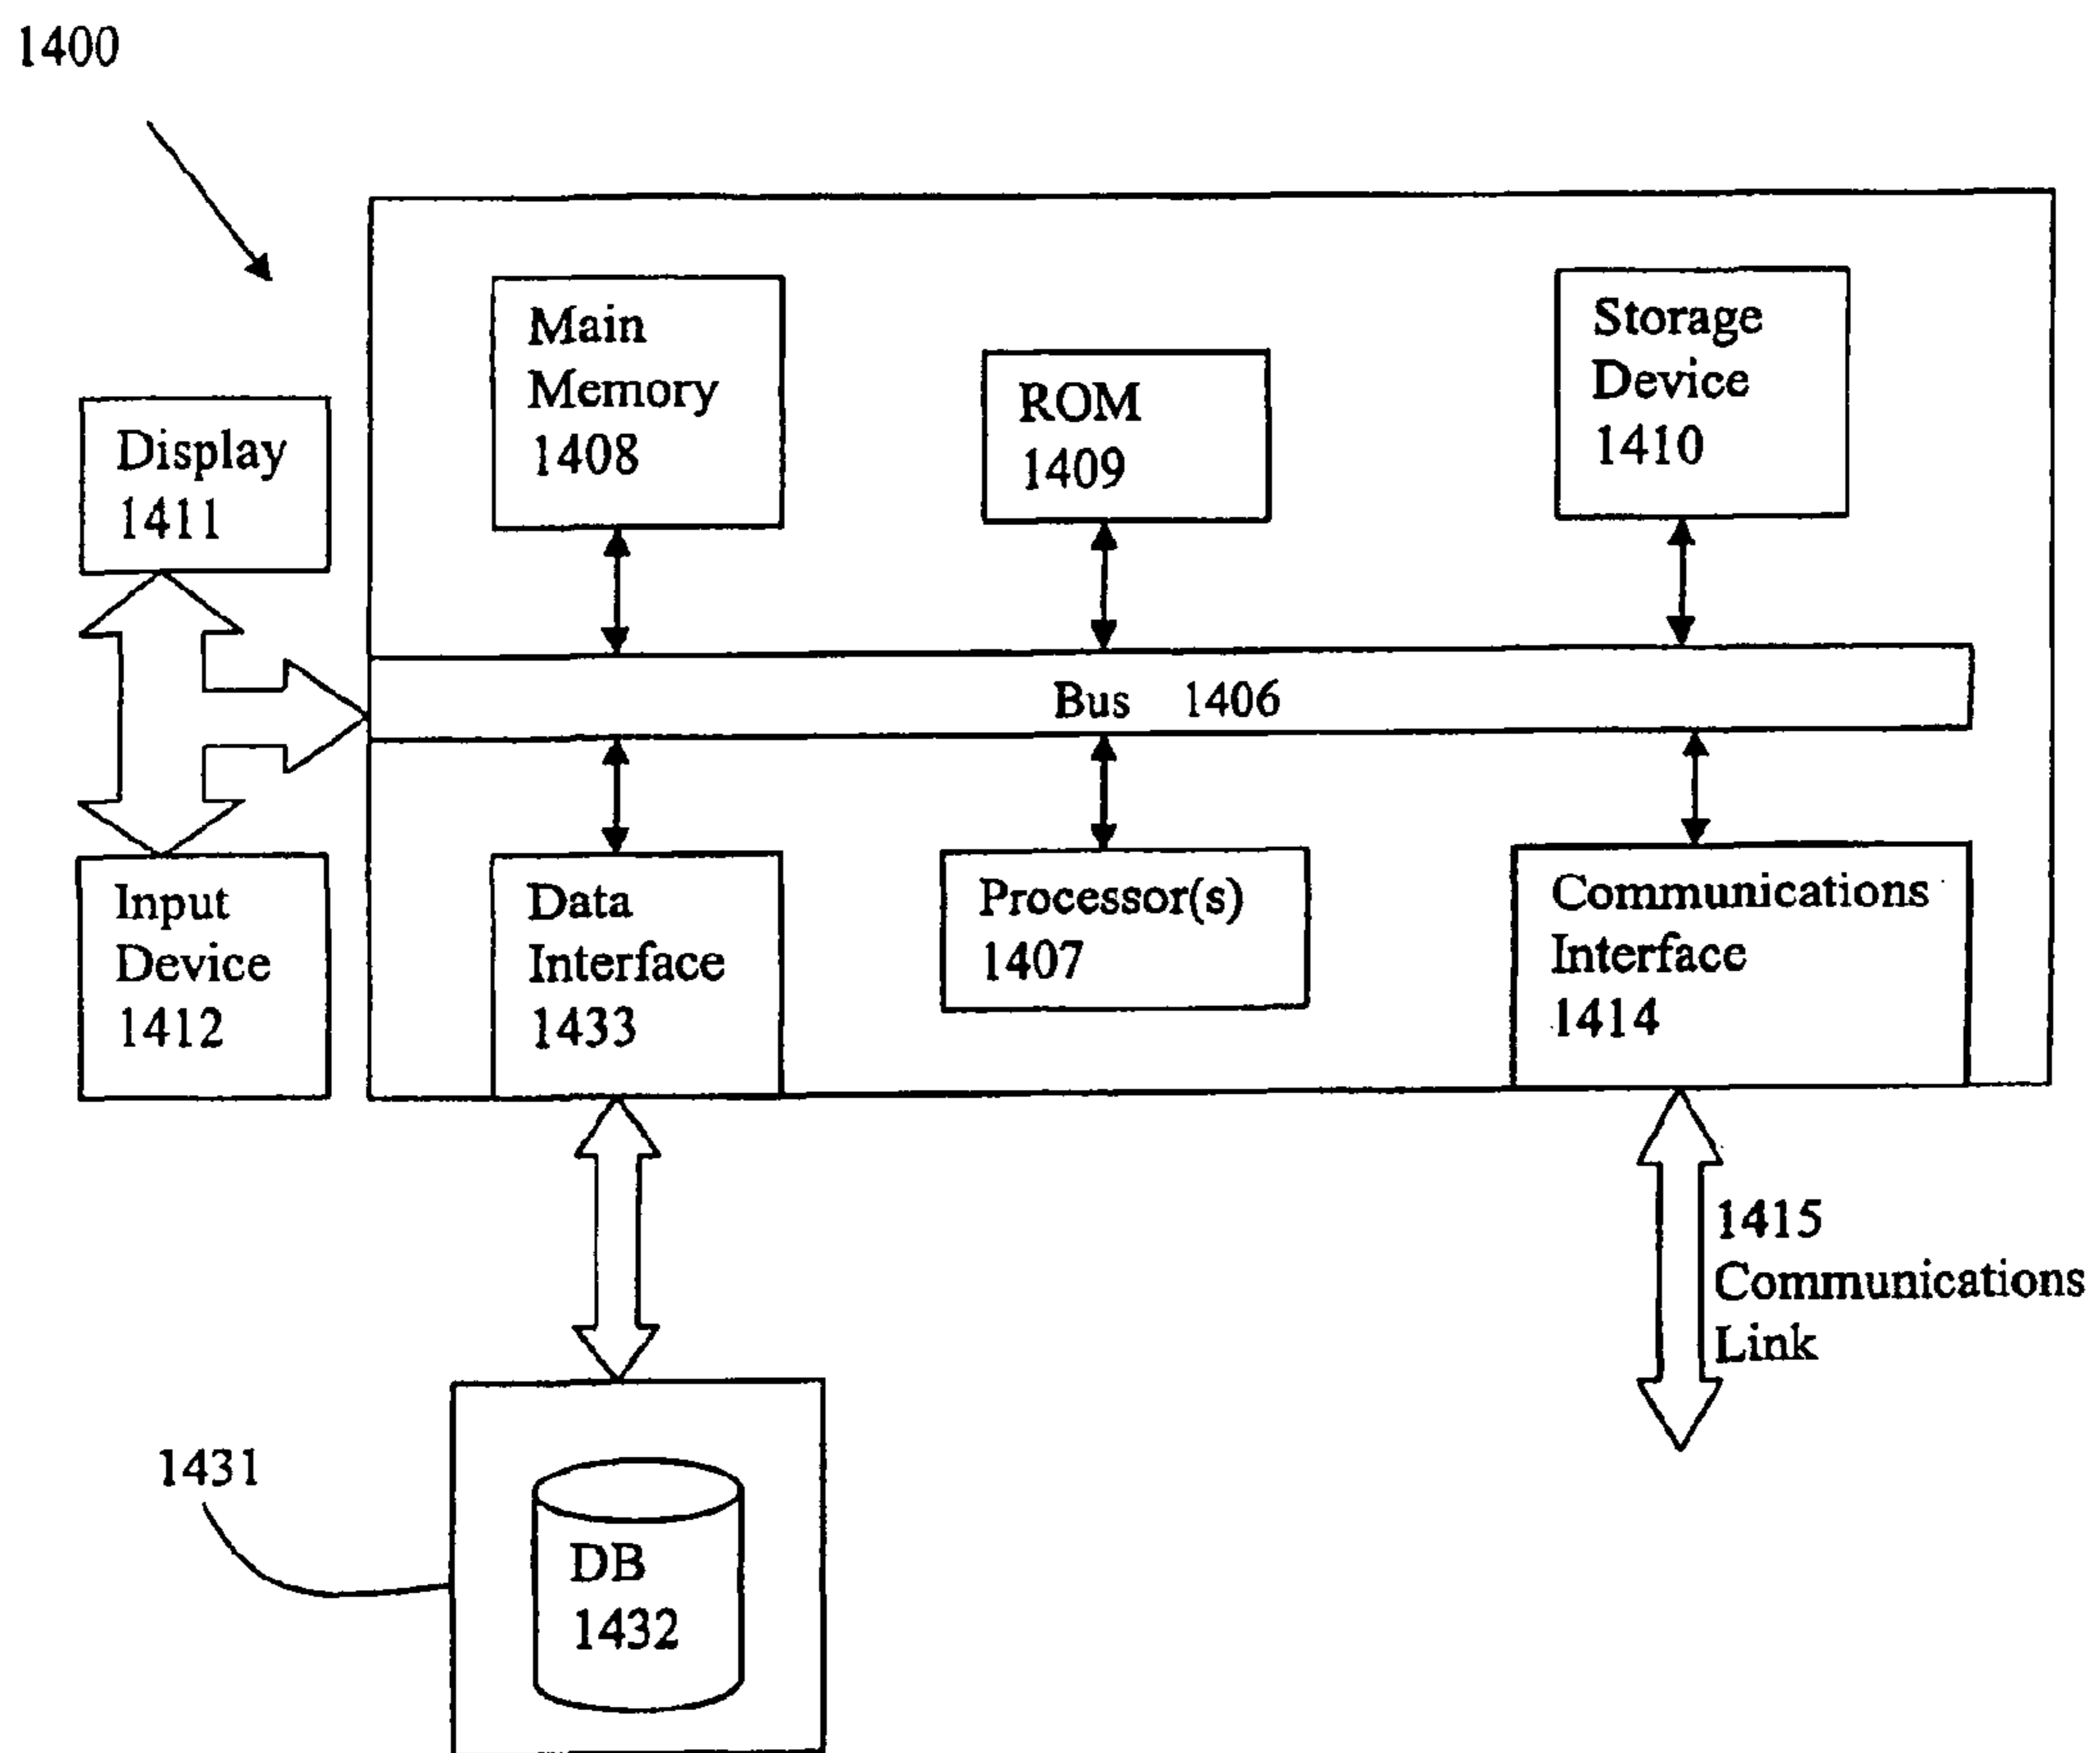 1400
Main
Memory
1408
ROM
1409
Storage
Device
1410
Display
1411
Bus 1406
Input
Device
1412
Data
Interface
1433
Processor(s)
1407
Communications
Interface
1414
1415
Communications
Link
1431
DB
1432